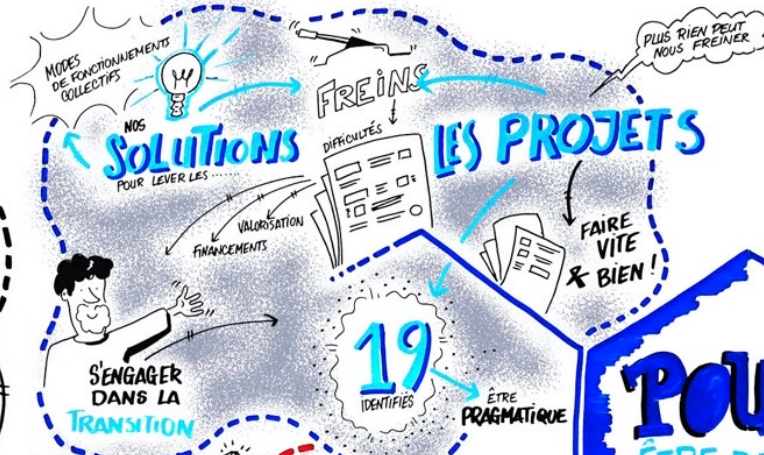 MODES
DE FONCTIONNEMENTS
COLLECTIFS
NOS
SOLUTIONS
POUR LEVER LES ........
FREINS
DIFFICULTÉS
VALORISATION
FINANCEMENTS
LES PROJETS
PLUS RIEN PEUT
NOUS FREINER
FAIRE
VITE
& BIEN !
S'ENGAGER
DANS LA
TRANSITION
19
IDENTIFIÉS
ÊTRE
PRAGMATIQUE
POU
ÊTRE